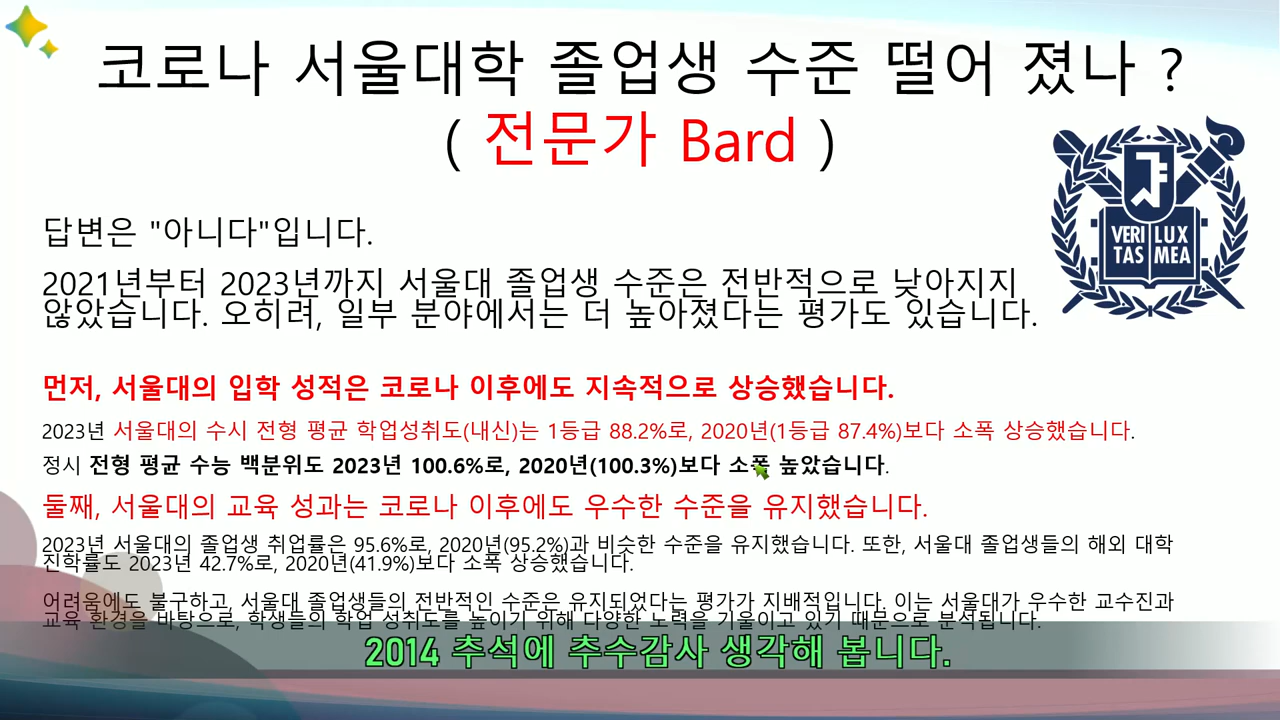 코로나 서울대학 졸업생 수준 떨어 졌나 ?
( 전문가 Bard )
VERI LUX
TAS MEA
답변은 "아니다"입니다.
2021년부터 2023년까지 서울대 졸업생 수준은 전반적으로 낮아지지
않았습니다. 오히려, 일부 분야에서는 더 높아졌다는 평가도 있습니다.
먼저, 서울대의 입학 성적은 코로나 이후에도 지속적으로 상승했습니다.
2023년 서울대의 수시 전형 평균 학업성취도(내신)는 1등급 88.2%로, 2020년(1등급 87.4%)보다 소폭 상승했습니다.
정시 전형 평균 수능 백분위도 2023년 100.6%로, 2020년(100.3%)보다 소폭 높았습니다.
둘째, 서울대의 교육 성과는 코로나 이후에도 우수한 수준을 유지했습니다.
2023년 서울대의 졸업생 취업률은 95.6%로, 2020년(95.2%)과 비슷한 수준을 유지했습니다. 또한, 서울대 졸업생들의 해외 대학
진학률도 2023년 42.7%로, 2020년(41.9%)보다 소폭 상승했습니다.
어려움에도 불구하고, 서울대 졸업생들의 전반적인 수준은 유지되었다는 평가가 지배적입니다. 이는 서울대가 우수한 교수진과
교육 환경을 바탕으로, 학생들의 학업 성취도를 높이기 위해 다양한 노력을 기울이고 있기 때문으로 분석됩니다.
2014 추석에 추수감사 생각해 봅니다.